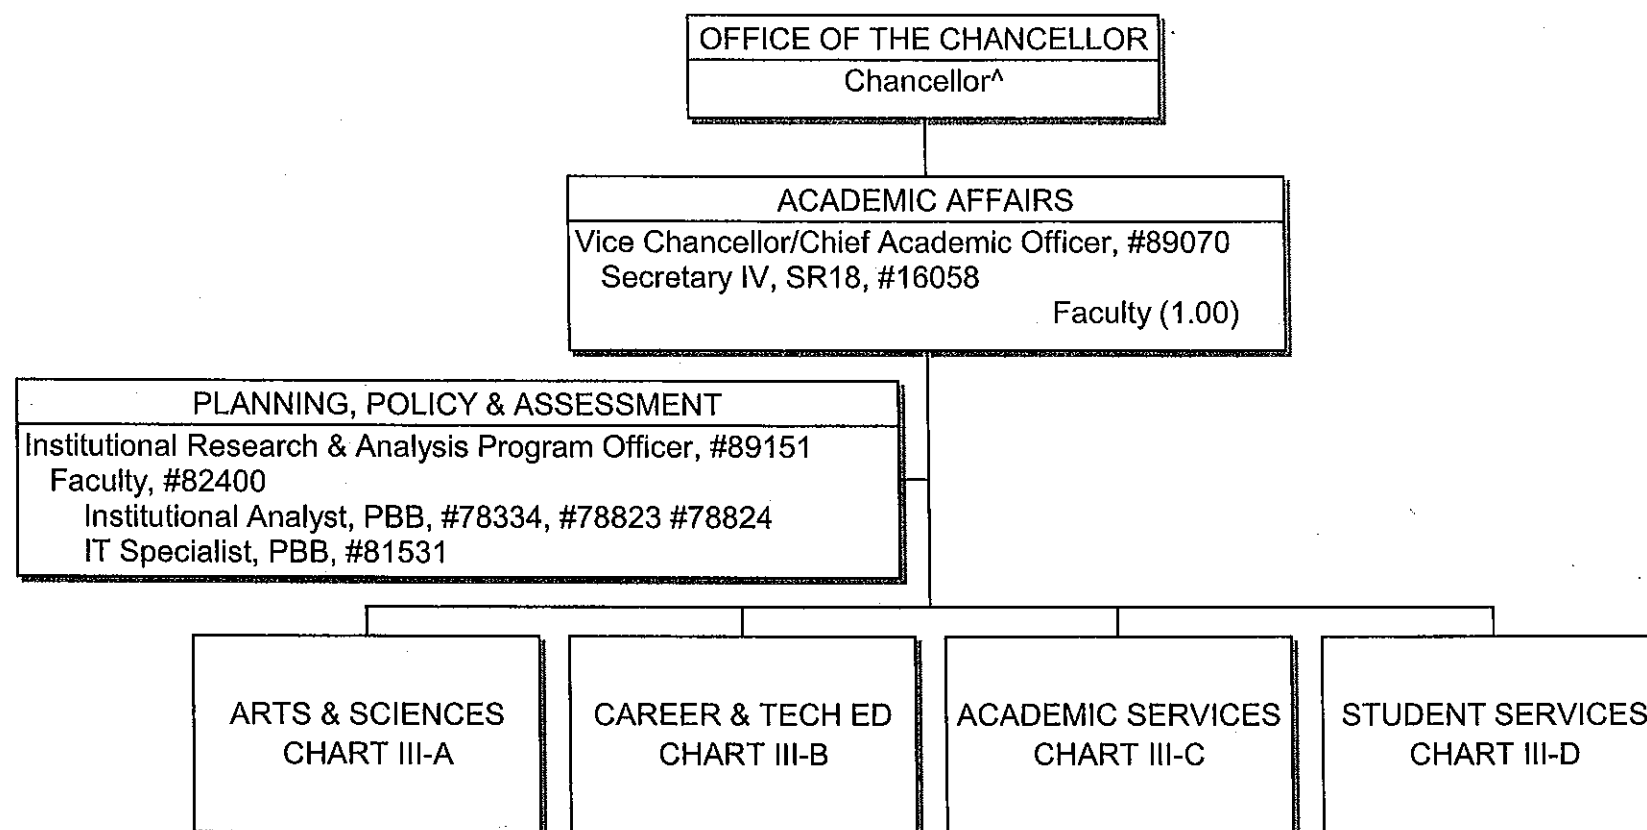 OFFICE OF THE CHANCELLOR
Chancellor^
ACADEMIC AFFAIRS
Vice Chancellor/Chief Academic Officer, #89070
Secretary IV, SR18, #16058
Faculty (1.00)
PLANNING, POLICY & ASSESSMENT
Institutional Research & Analysis Program Officer, #89151
Faculty, #82400
Institutional Analyst, PBB, #78334, #78823 #78824
IT Specialist, PBB, #81531
ARTS & SCIENCES
CHART III-A
CAREER & TECH ED
CHART III-B
ACADEMIC SERVICES
CHART III-C
STUDENT SERVICES
CHART III-D